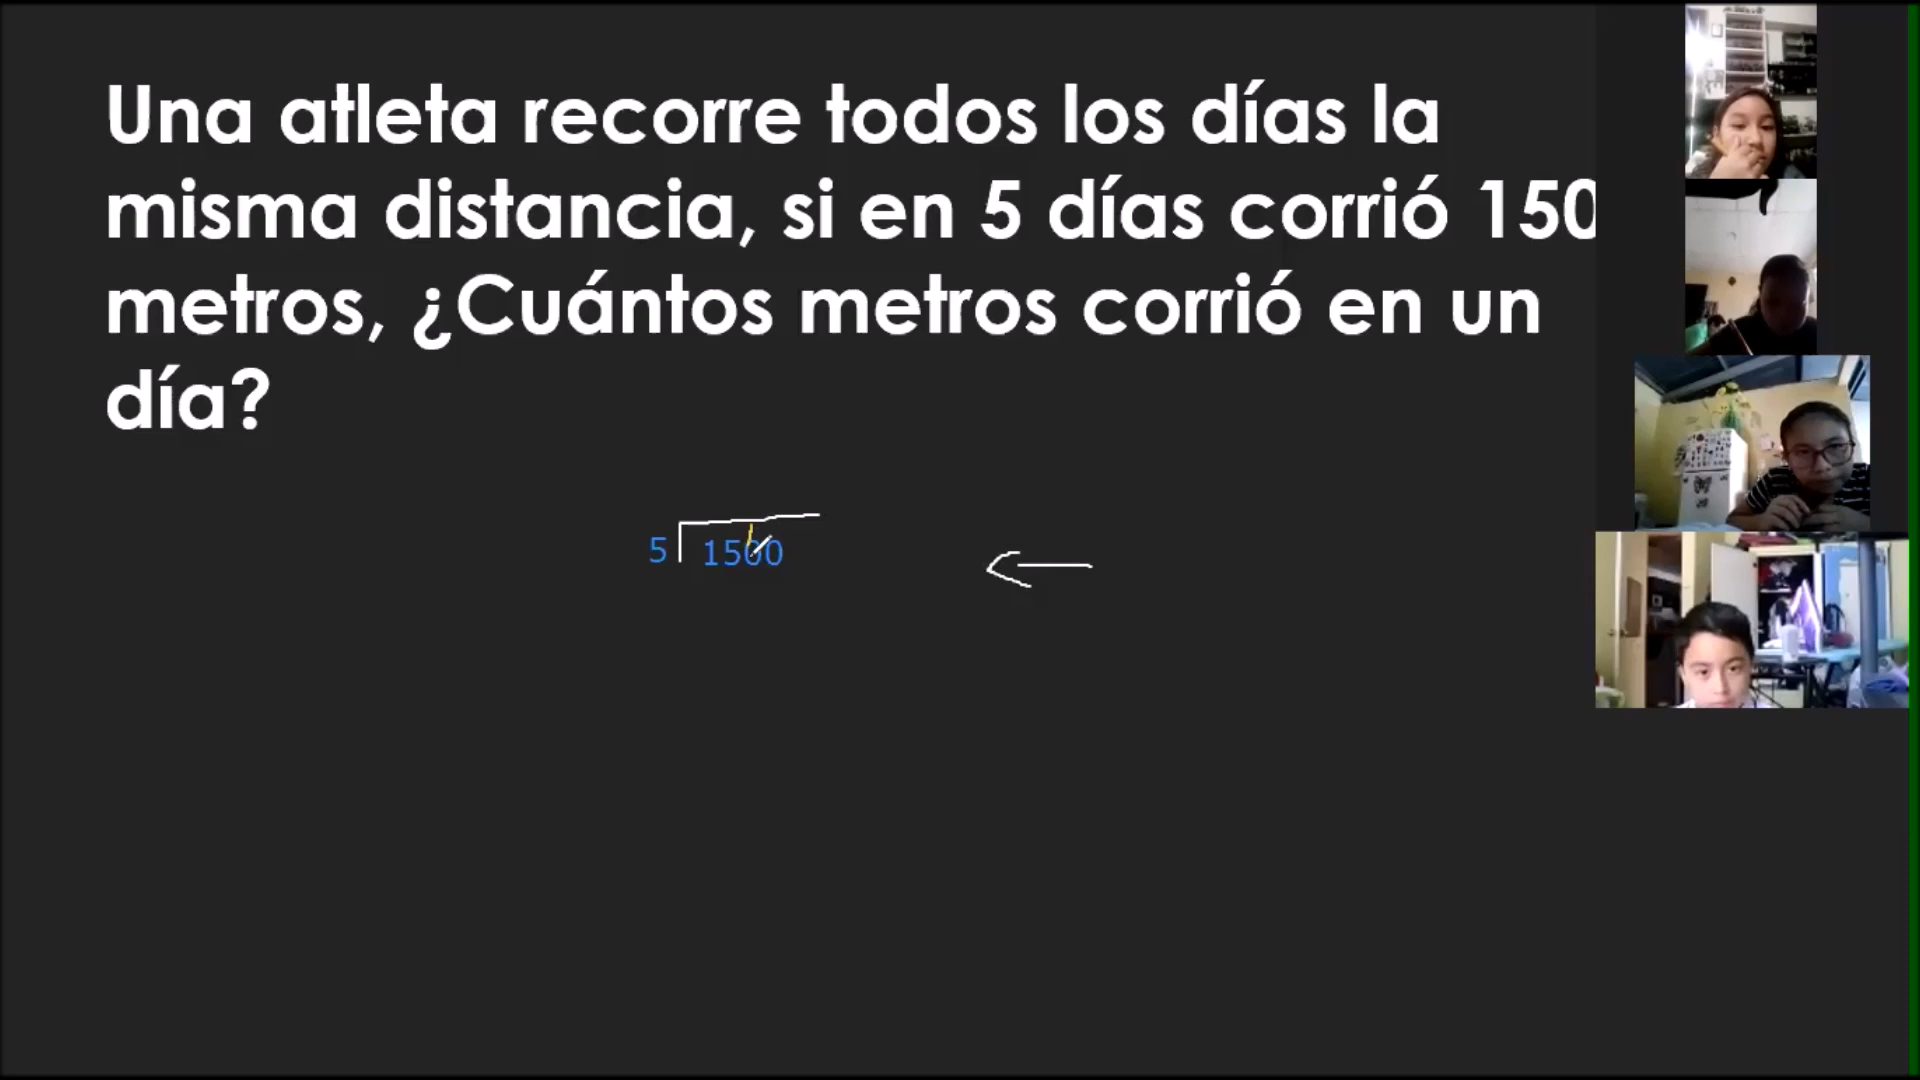 Una atleta recorre todos los días la
misma distancia, si en 5 días corrió 150
metros, ¿Cuántos metros corrió en un
día?
5 1500